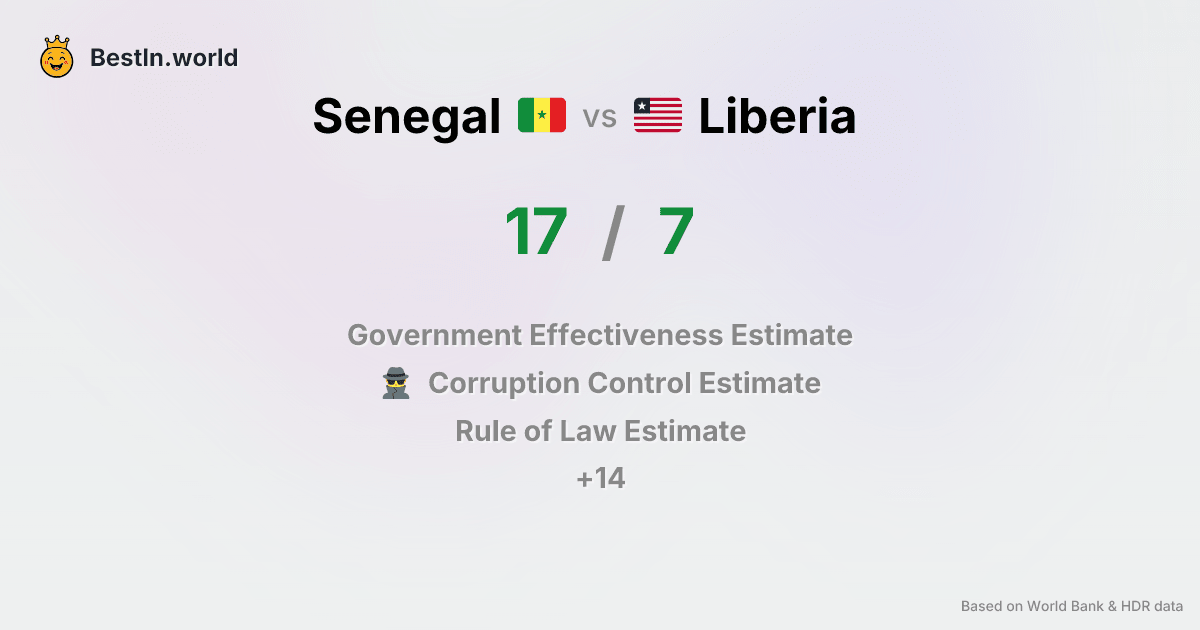 BestIn.world
Senegal vs Liberia
17 / 7
Government Effectiveness Estimate
Corruption Control Estimate
Rule of Law Estimate
+14
Based on World Bank & HDR data